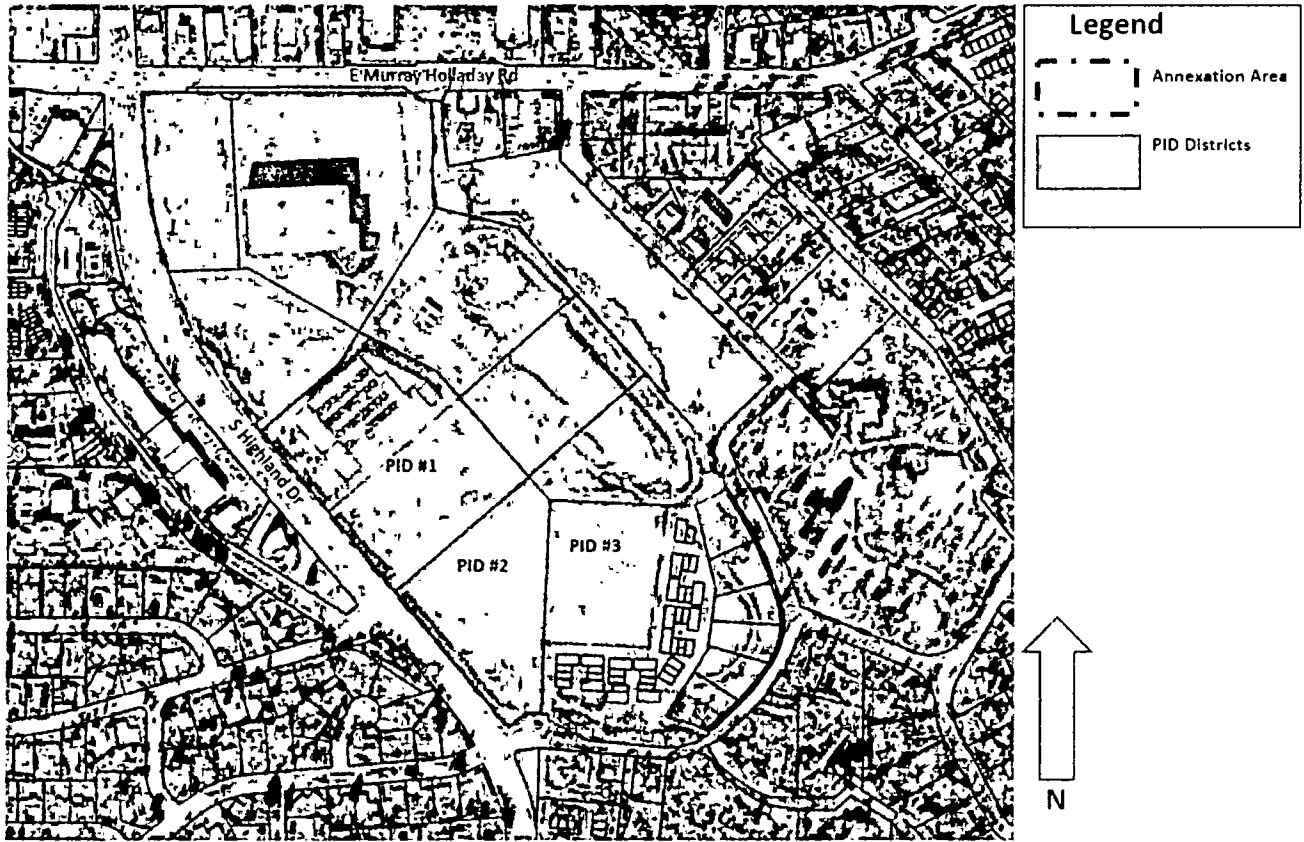 E Murray Holladay Rd
S Highland Dr
PID #1
PID #2
PID #3
Legend
Annexation Area
PID Districts
N